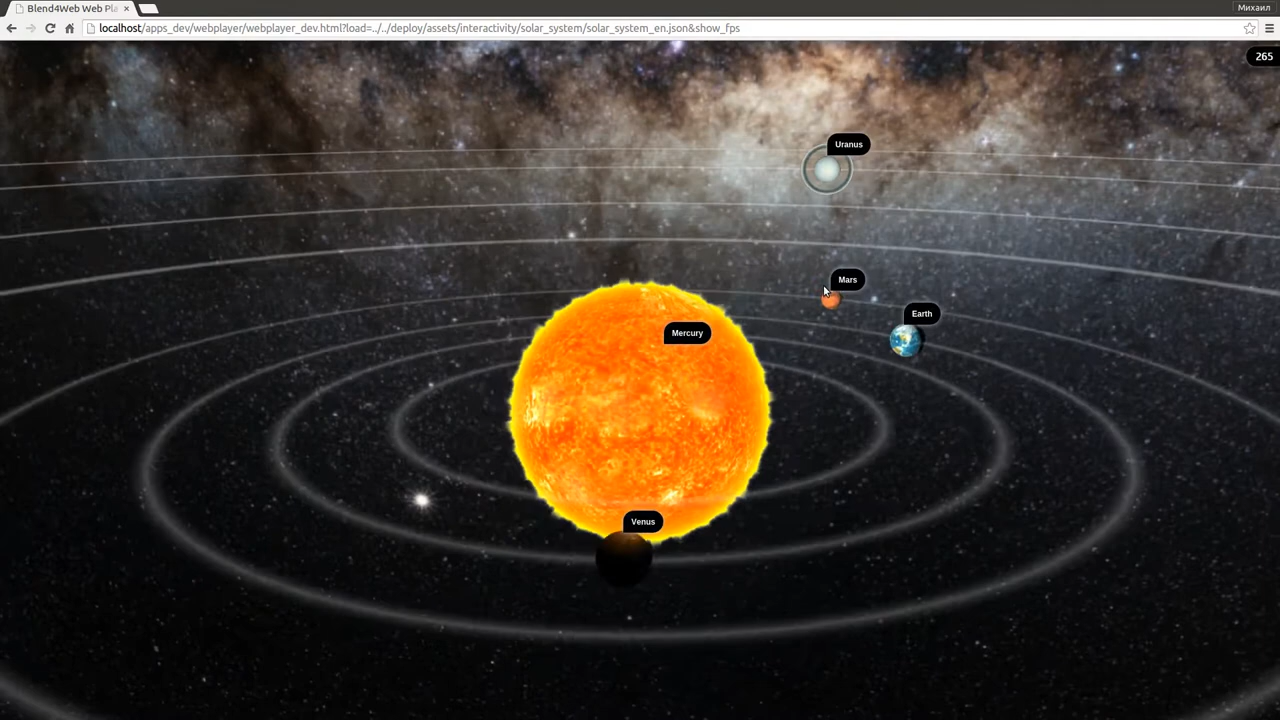 Blend4Web Web Pla
Михаил
localhost/apps_dev/webplayer/webplayer_dev.html?load=../../deploy/assets/interactivity/solar_system/solar_system_en.json&show_fps
265
Uranus
Mars
Earth
Mercury
Venus